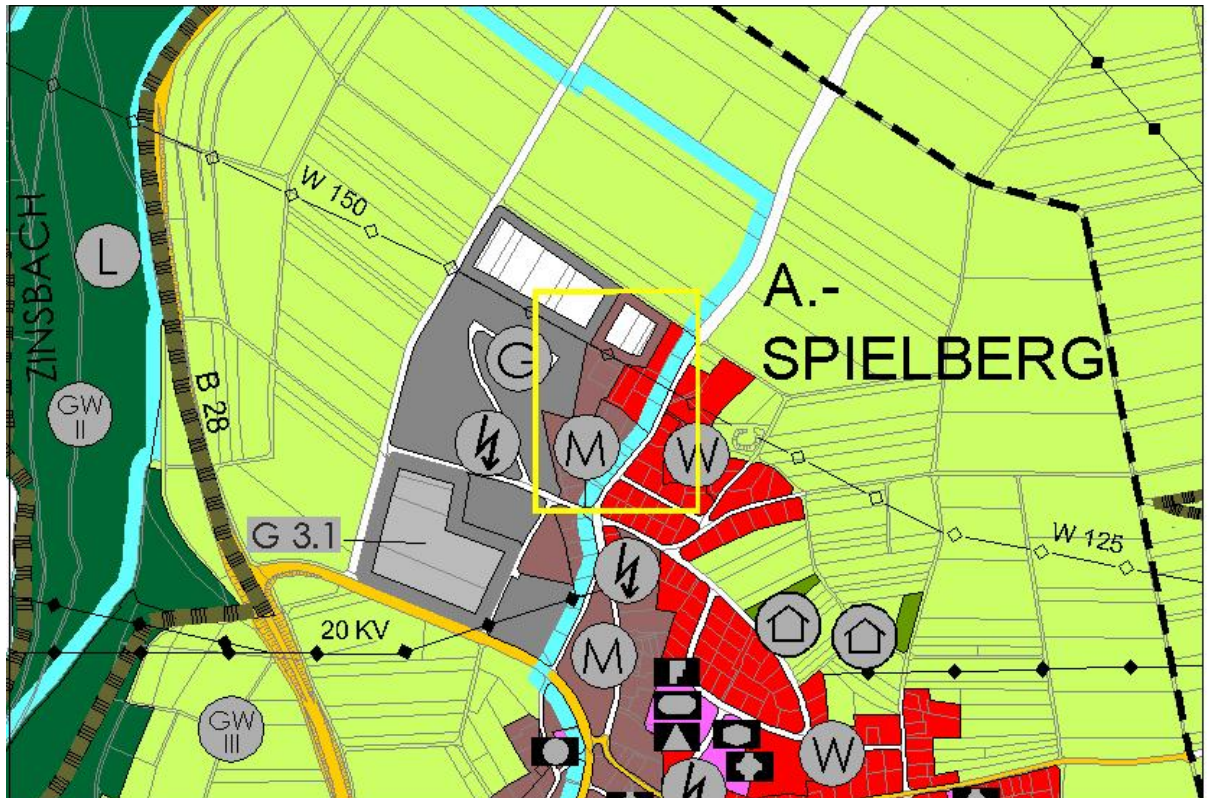 W 150
L
ZINSBACH
A.-
SPIELBERG
G
B 28
GW
II
M
W
G 3.1
W 125
20 KV
M
GW
III
W